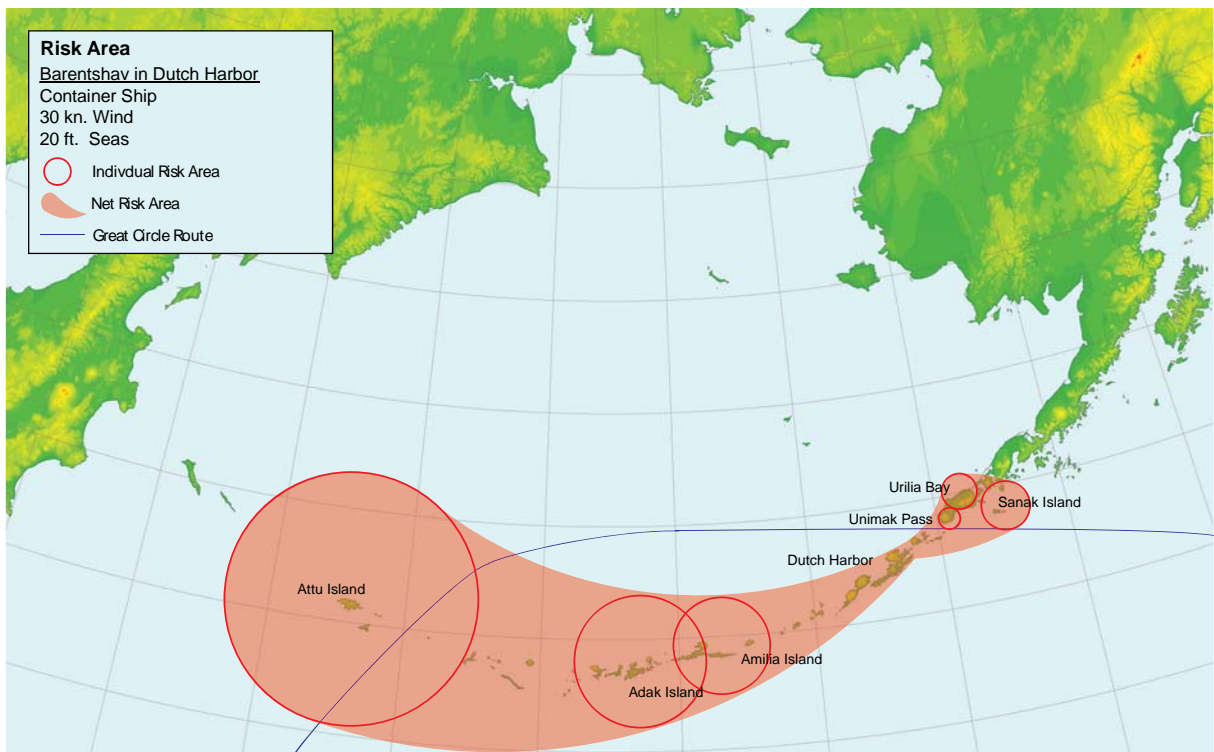 Risk Area
Barentshav in Dutch Harbor
Container Ship
30 kn. Wind
20 ft. Seas
Indivdual Risk Area
Net Risk Area
Great Circle Route
Urilia Bay
Sanak Island
Unimak Pass
Dutch Harbor
Attu Island
Amilia Island
Adak Island